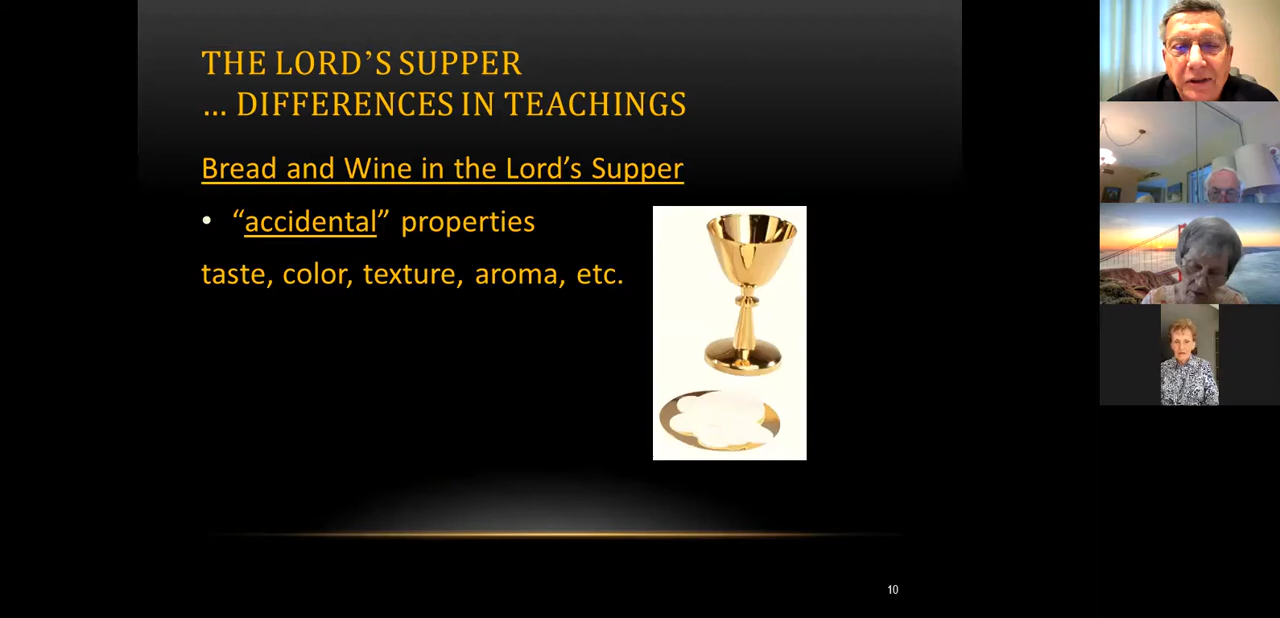 THE LORD’S SUPPER
… DIFFERENCES IN TEACHINGS
Bread and Wine in the Lord’s Supper
• “accidental” properties
taste, color, texture, aroma, etc.
10